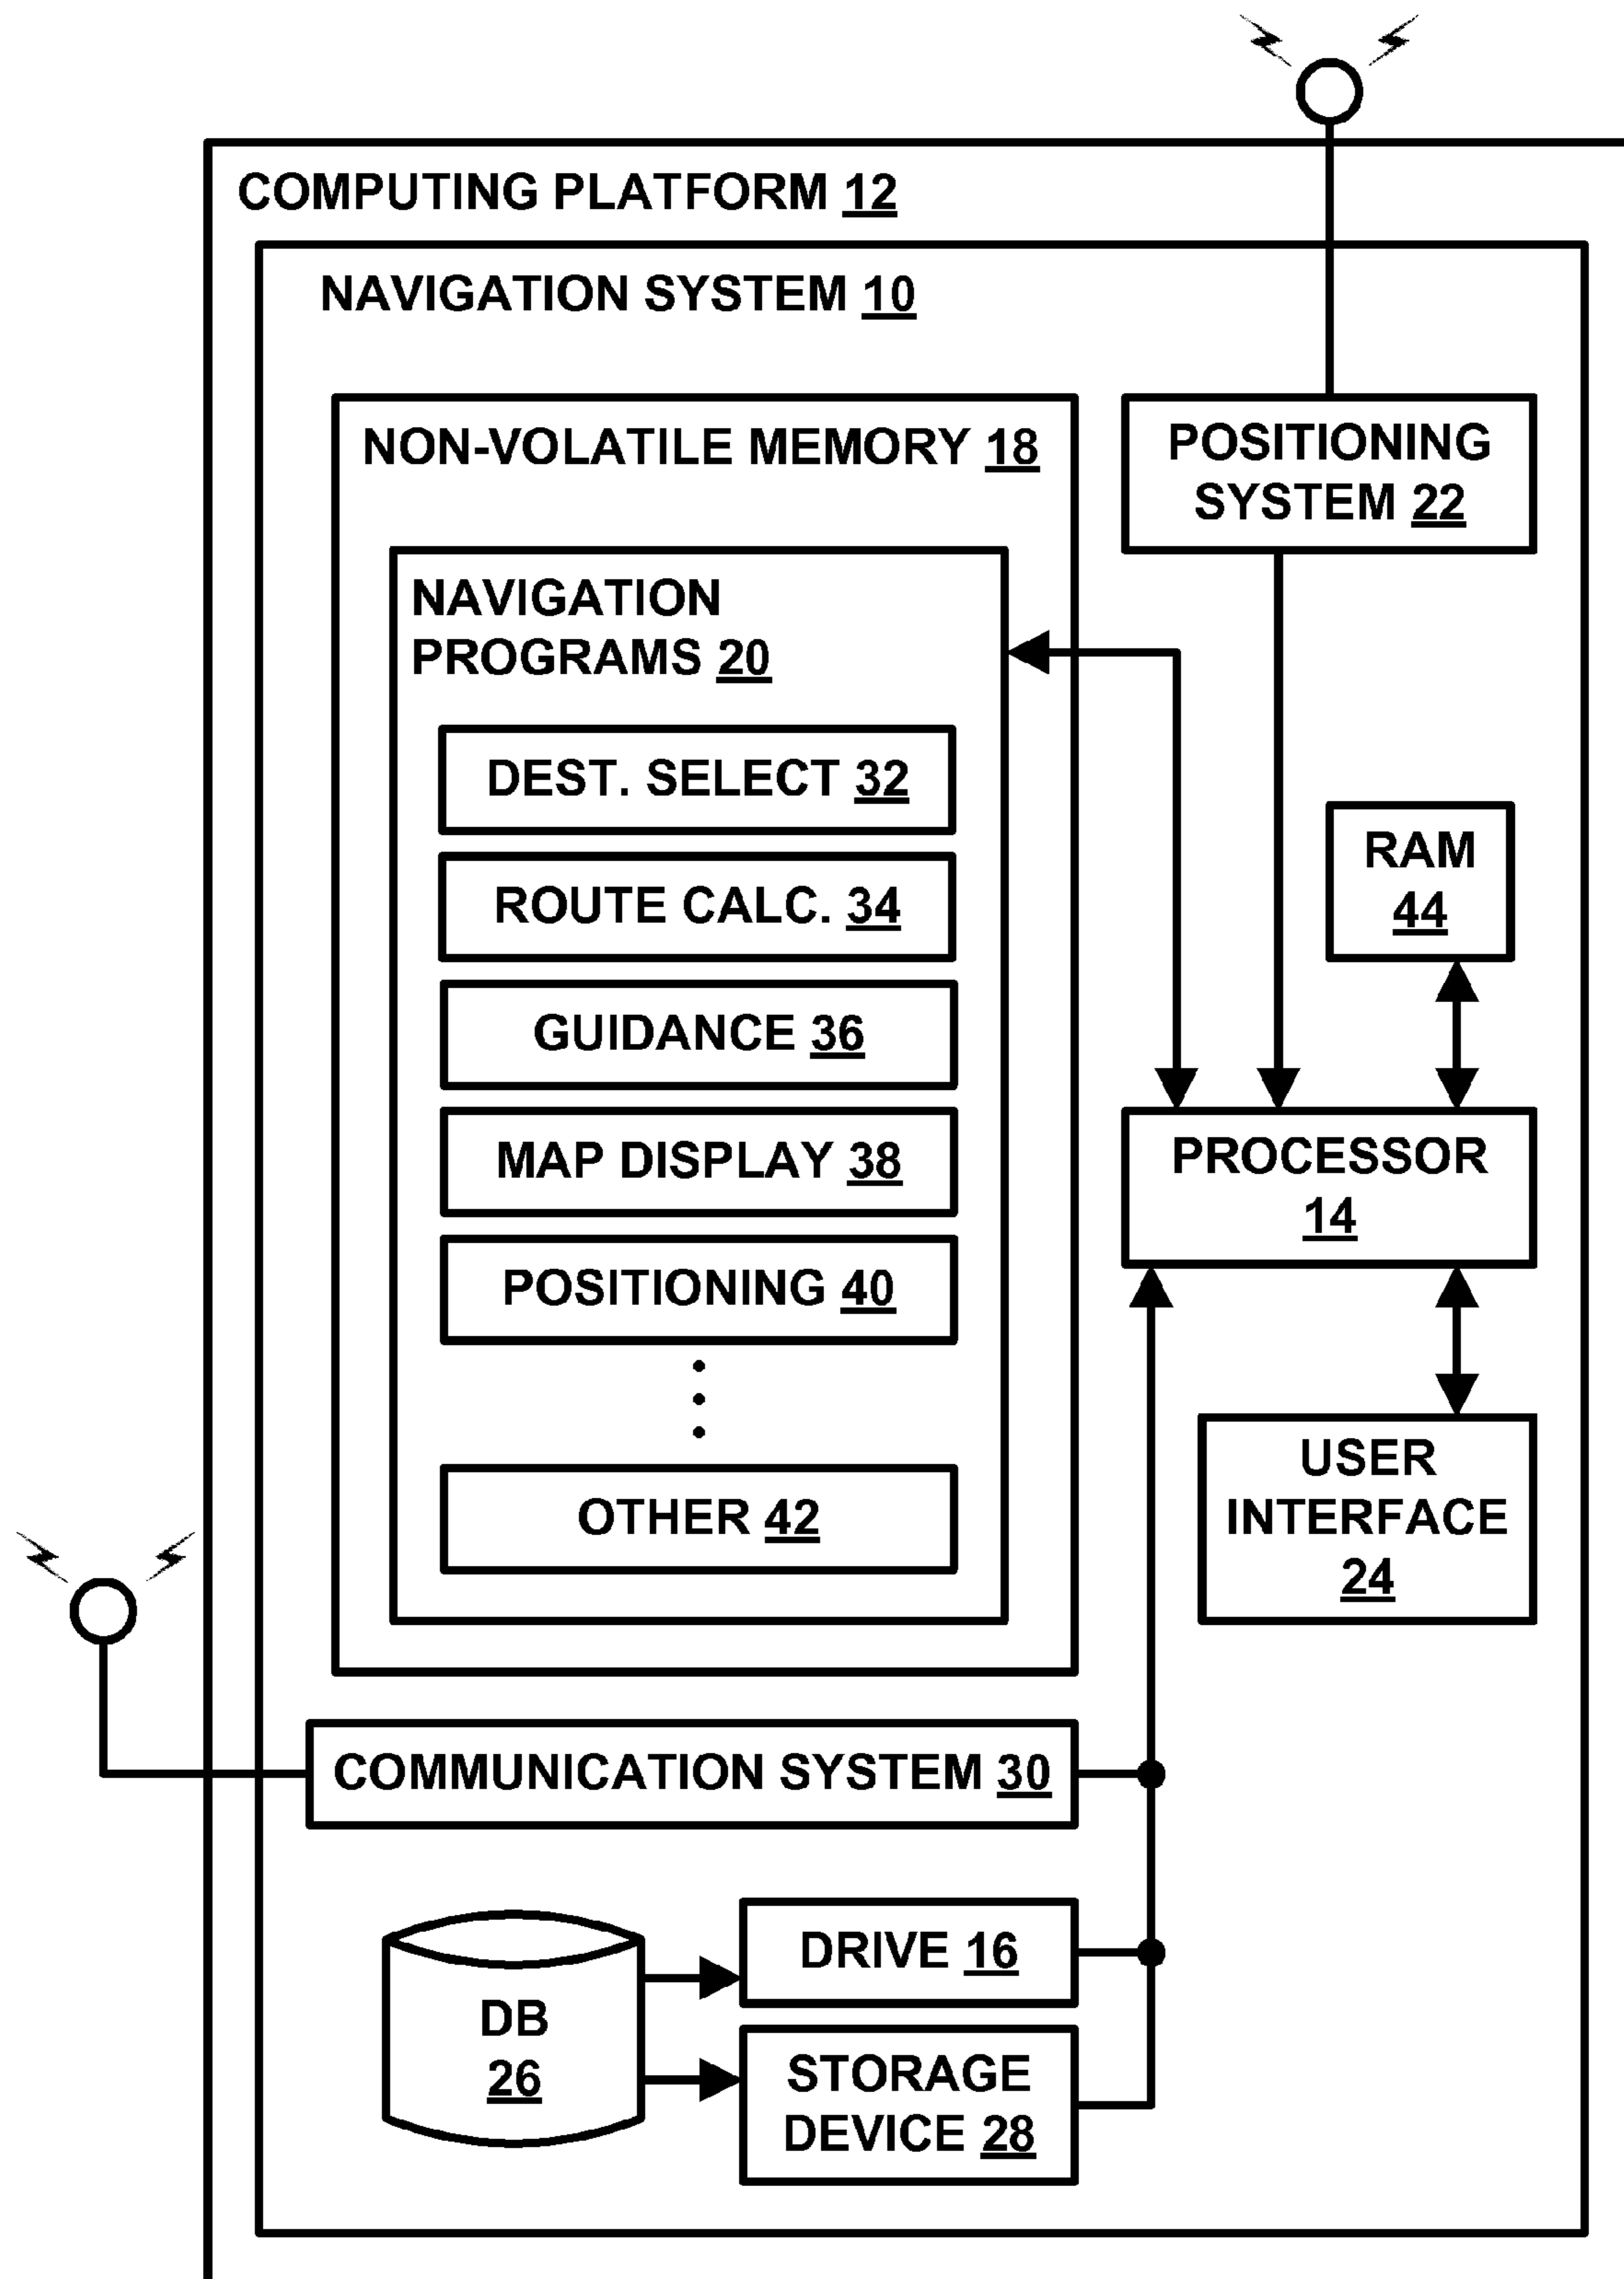 COMPUTING PLATFORM 12
NAVIGATION SYSTEM 10
NON-VOLATILE MEMORY 18
POSITIONING
SYSTEM 22
NAVIGATION
PROGRAMS 20
DEST. SELECT 32
ROUTE CALC. 34
GUIDANCE 36
MAP DISPLAY 38
POSITIONING 40
OTHER 42
RAM
44
PROCESSOR
14
USER
INTERFACE
24
COMMUNICATION SYSTEM 30
DB
26
DRIVE 16
STORAGE
DEVICE 28